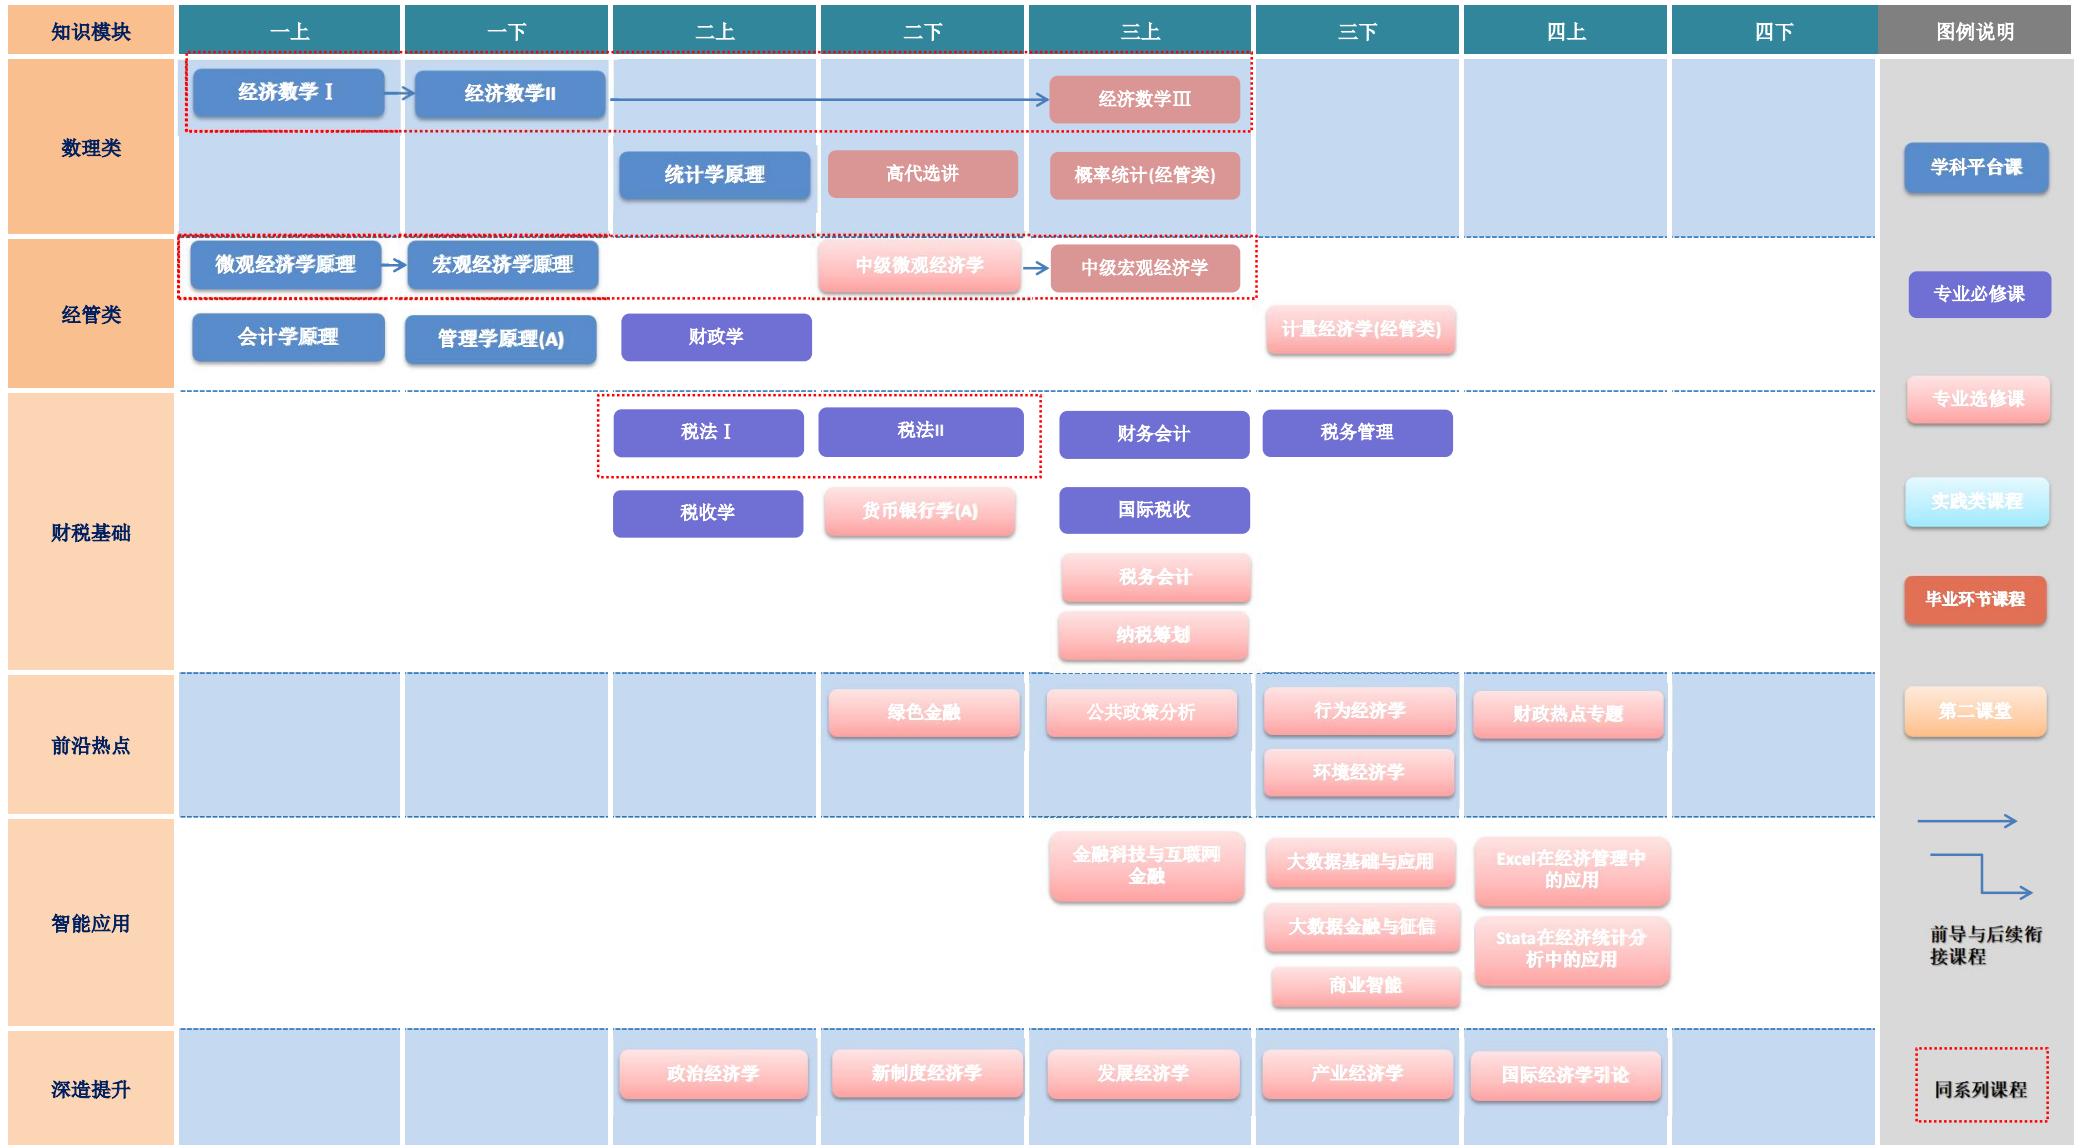 知识模块
一上
一下
二上
二下
三上
三下
四上
四下
图例说明
数理类
经济数学 I
经济数学II
经济数学Ⅲ
统计学原理
高代选讲
概率统计(经管类)
经管类
微观经济学原理
宏观经济学原理
中级微观经济学
中级宏观经济学
会计学原理
管理学原理(A)
财政学
计量经济学(经管类)
财税基础
税法 I
税法II
财务会计
税务管理
税收学
货币银行学(A)
国际税收
税务会计
纳税筹划
前沿热点
绿色金融
公共政策分析
行为经济学
财政热点专题
环境经济学
智能应用
金融科技与互联网
金融
大数据基础与应用
Excel在经济管理中
的应用
大数据金融与征信
Stata在经济统计分
析中的应用
商业智能
深造提升
政治经济学
新制度经济学
发展经济学
产业经济学
国际经济学引论
学科平台课
专业必修课
专业选修课
实践类课程
毕业环节课程
第二课堂
前导与后续衔
接课程
同系列课程